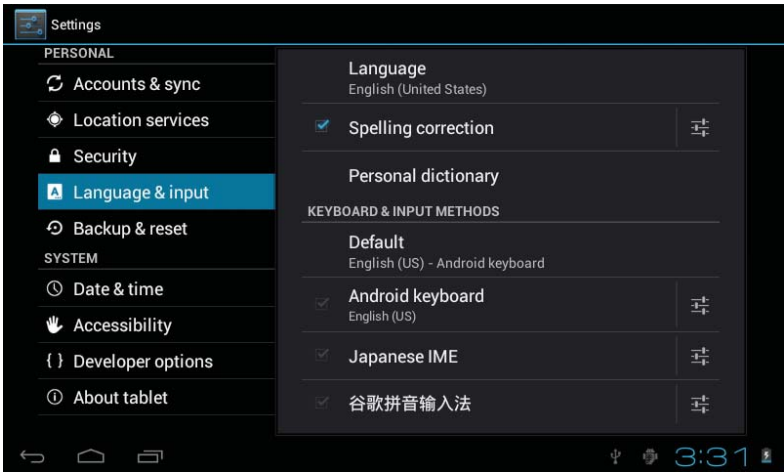 Settings
PERSONAL
Accounts & sync
Location services
Security
Language & input
Backup & reset
SYSTEM
Date & time
Accessibility
{ } Developer options
About tablet
Language
English (United States)
Spelling correction
Personal dictionary
KEYBOARD & INPUT METHODS
Default
English (US) - Android keyboard
Android keyboard
English (US)
Japanese IME
谷歌拼音输入法
3:31